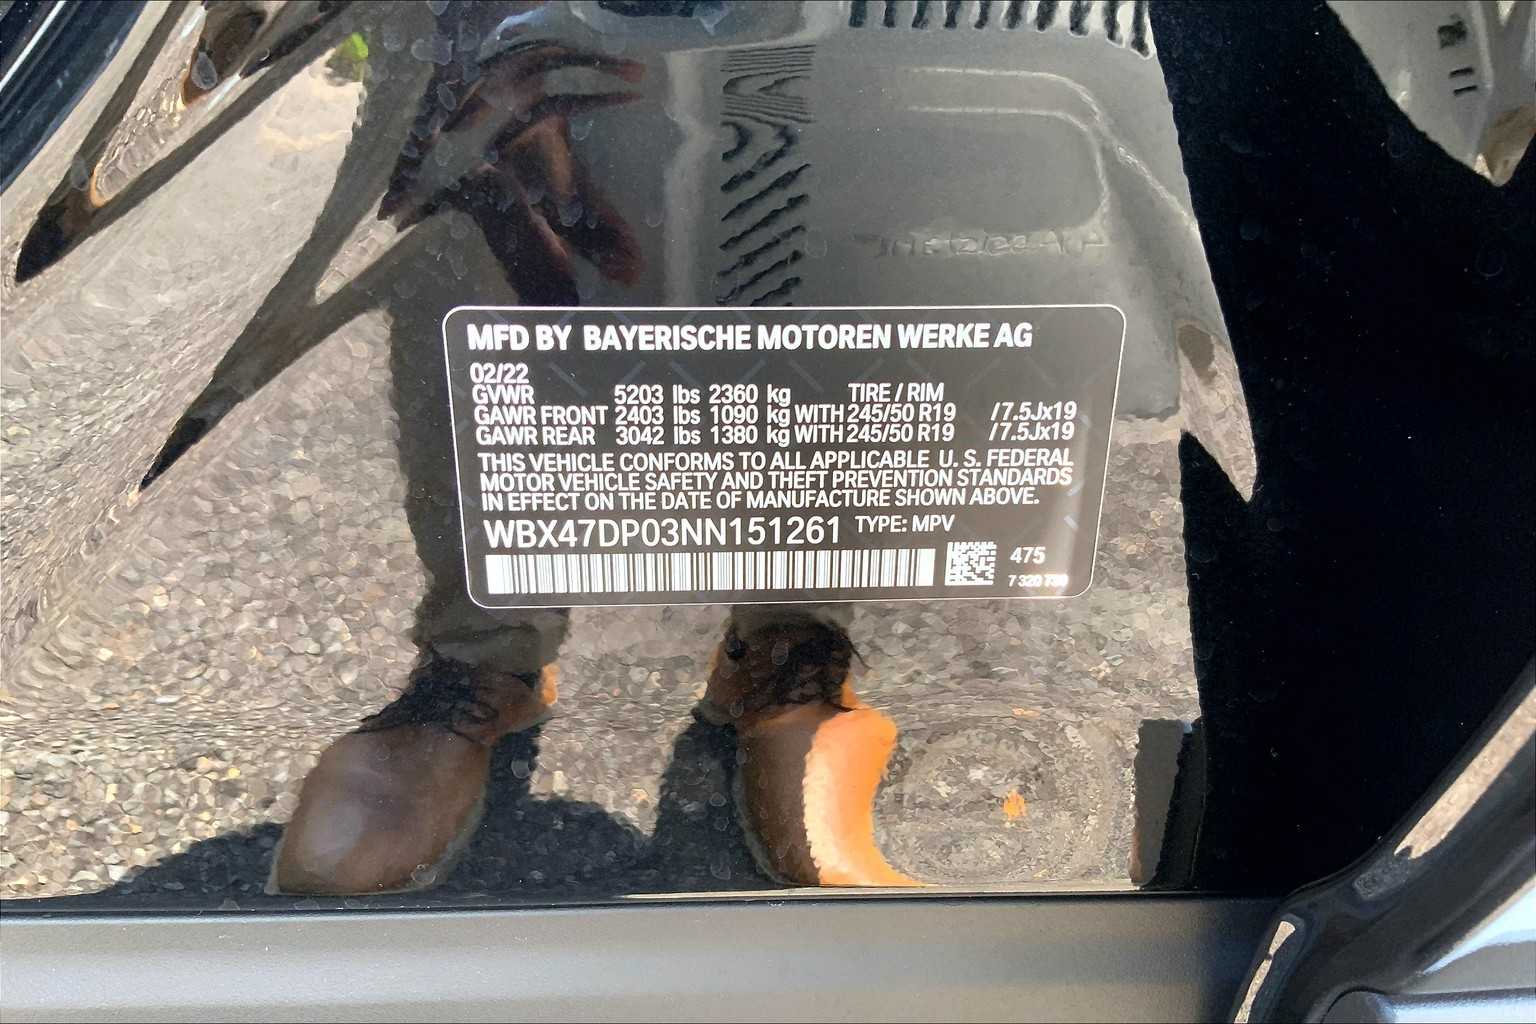 MFD BY BAYERISCHE MOTOREN WERKE AG
02/22
GVWR 5203 lbs 2360 kg TIRE / RIM
GAWR FRONT 2403 lbs 1090 kg WITH 245/50 R19 /7.5Jx19
GAWR REAR 3042 lbs 1380 kg WITH 245/50 R19 /7.5Jx19
THIS VEHICLE CONFORMS TO ALL APPLICABLE U. S. FEDERAL
MOTOR VEHICLE SAFETY AND THEFT PREVENTION STANDARDS
IN EFFECT ON THE DATE OF MANUFACTURE SHOWN ABOVE.
WBX47DP03NN151261 TYPE: MPV
475
7 320